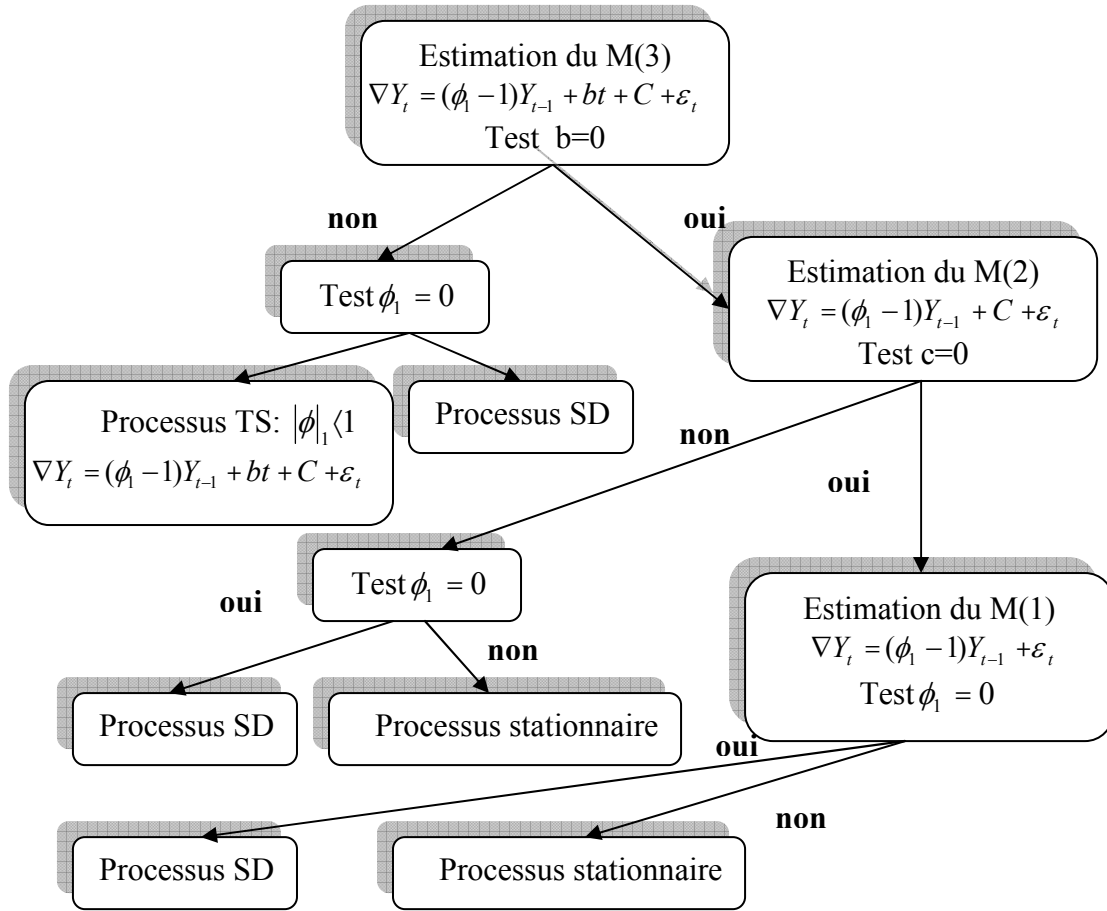 Estimation du M(3)
∇Y_t = (ϕ_1 − 1)Y_{t−1} + bt + C + ε_t
Test b=0
non
oui
Test ϕ_1 = 0
Estimation du M(2)
∇Y_t = (ϕ_1 − 1)Y_{t−1} + C + ε_t
Test c=0
Processus TS: |ϕ|_1⟨1
∇Y_t = (ϕ_1 − 1)Y_{t−1} + bt + C + ε_t
Processus SD
non
oui
Test ϕ_1 = 0
Estimation du M(1)
∇Y_t = (ϕ_1 − 1)Y_{t−1} + ε_t
Test ϕ_1 = 0
oui
non
Processus SD
Processus stationnaire
oui
non
Processus SD
Processus stationnaire